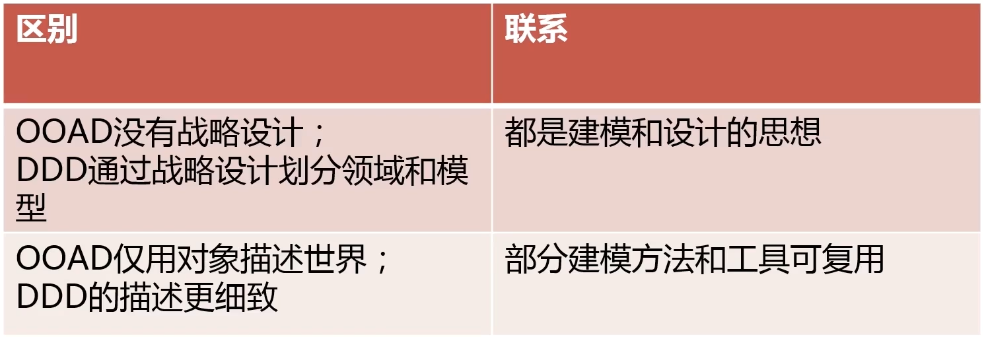 区别
联系
OOAD没有战略设计；
DDD通过战略设计划分领域和模
型
都是建模和设计的思想
OOAD仅用对象描述世界；
DDD的描述更细致
部分建模方法和工具可复用